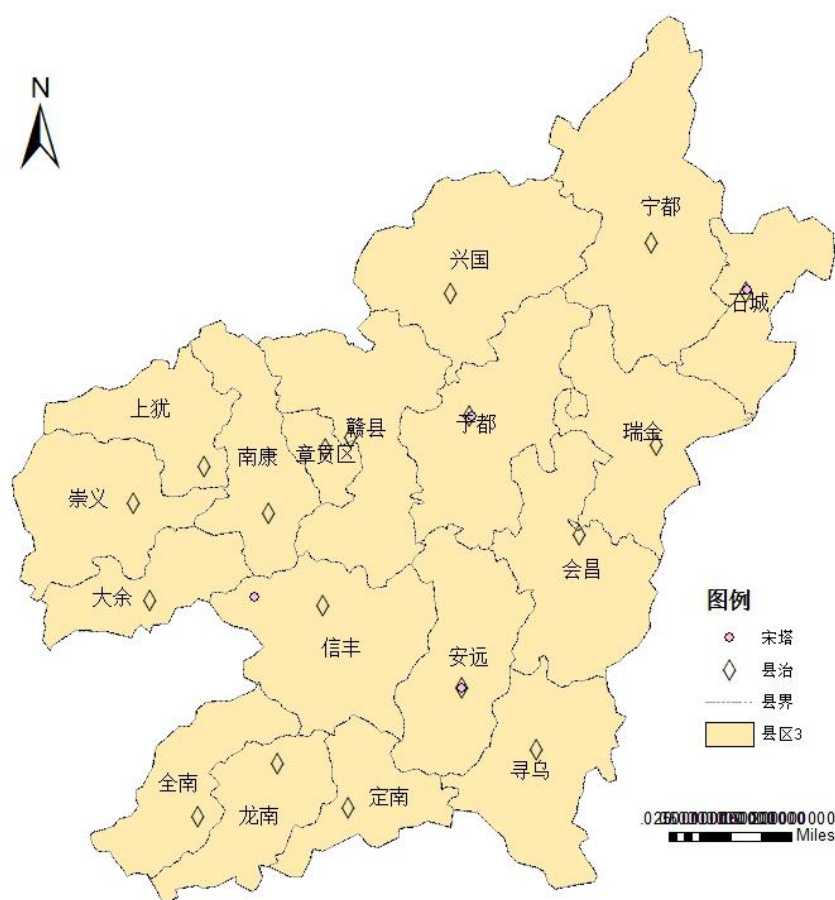 N
宁都
兴国
石城
上犹
赣县
于都
章贡区
瑞金
南康
崇义
会昌
大余
图例
宋塔
信丰
安远
县治
县界
县区3
寻乌
全南
定南
龙南
Miles